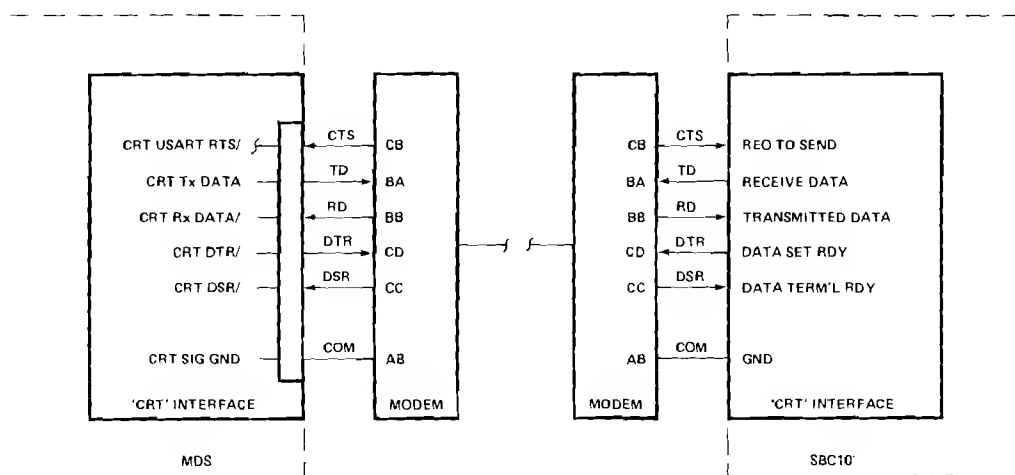 CRT USART RTS/ CTS CB
CRT Tx DATA TD BA
CRT Rx DATA/ RD BB
CRT DTR/ DTR CD
CRT DSR/ DSR CC
CRT SIG GND COM AB
'CRT' INTERFACE MODEM
MDS
CB CTS REO TO SEND
BA TD RECEIVE DATA
BB RD TRANSMITTED DATA
CD DTR DATA SET RDY
CC DSR DATA TERM'L RDY
AB COM GND
MODEM 'CRT' INTERFACE
SBC10